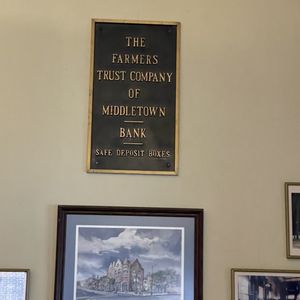 THE
FARMERS
TRUST COMPANY
OF
MIDDLETOWN
BANK
SAFE DEPOSIT BOXES